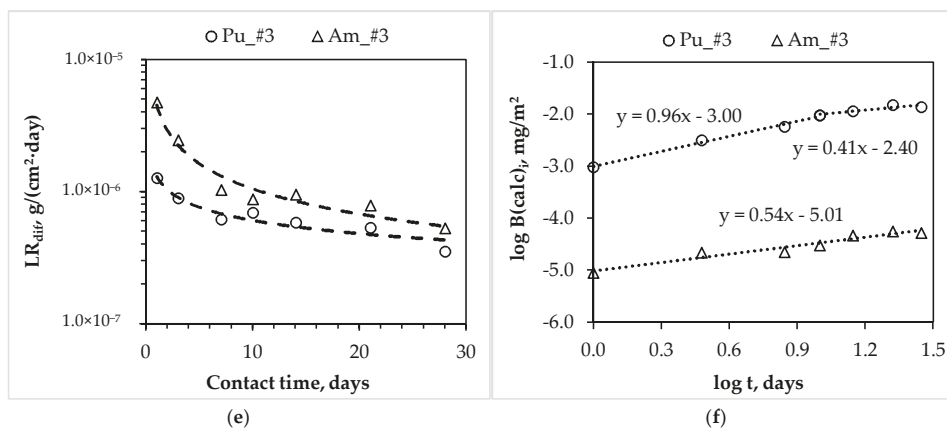 Pu_#3 Am_#3
1.0×10⁻⁵
1.0×10⁻⁶
1.0×10⁻⁷
LR_dif, g/(cm²·day)
0 10 20 30
Contact time, days
(e)
Pu_#3 Am_#3
-1.0
-2.0
-3.0
-4.0
-5.0
-6.0
log B(calc)_i, mg/m²
y = 0.96x - 3.00
y = 0.41x - 2.40
y = 0.54x - 5.01
0.0 0.3 0.6 0.9 1.2 1.5
log t, days
(f)